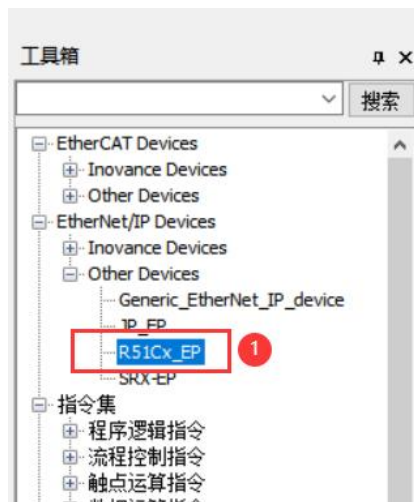 工具箱
搜索
EtherCAT Devices
Inovance Devices
Other Devices
EtherNet/IP Devices
Inovance Devices
Other Devices
Generic_EtherNet_IP_device
JP_EP
R51Cx_EP
1
SRX-EP
指令集
程序逻辑指令
流程控制指令
触点运算指令